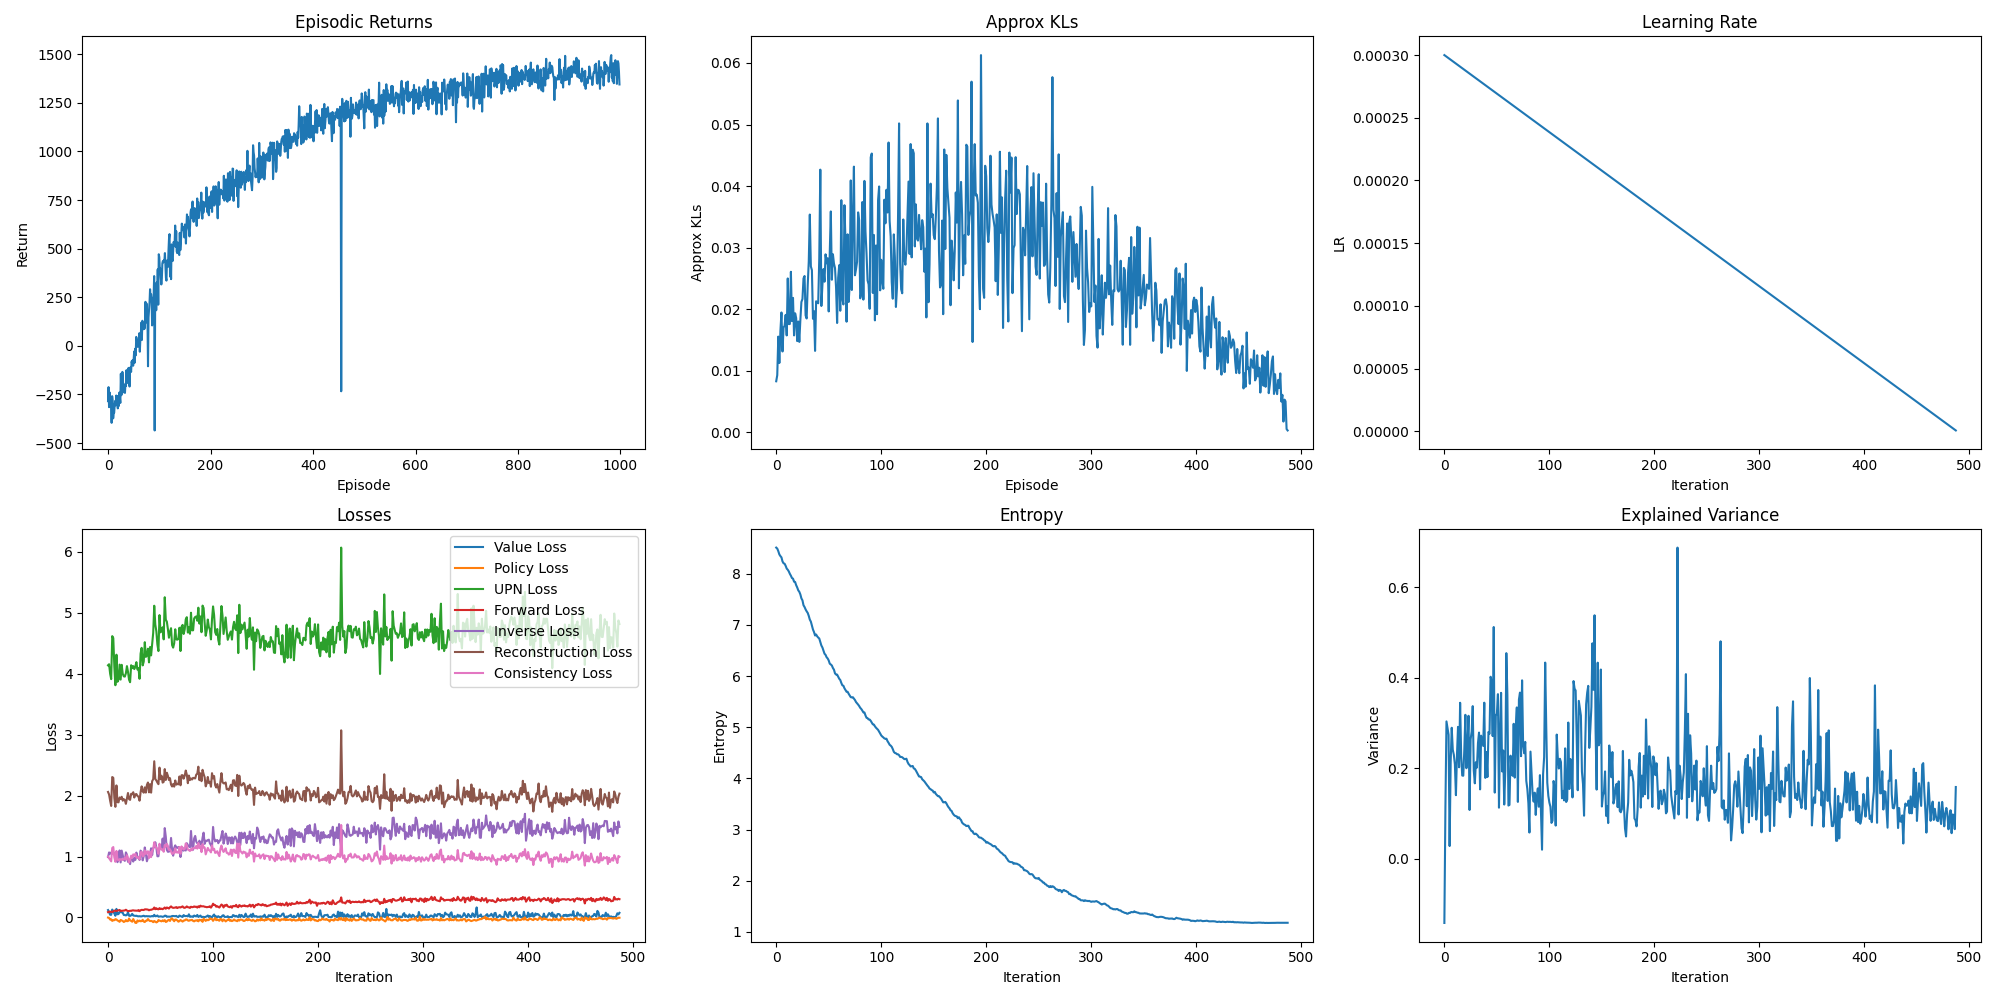 Episodic Returns
Return
1500
1250
1000
750
500
250
0
−250
−500
0 200 400 600 800 1000
Episode
Approx KLs
Approx KLs
0.06
0.05
0.04
0.03
0.02
0.01
0.00
0 100 200 300 400 500
Episode
Learning Rate
LR
0.00030
0.00025
0.00020
0.00015
0.00010
0.00005
0.00000
0 100 200 300 400 500
Iteration
Losses
Loss
6
5
4
3
2
1
0
Value Loss
Policy Loss
UPN Loss
Forward Loss
Inverse Loss
Reconstruction Loss
Consistency Loss
0 100 200 300 400 500
Iteration
Entropy
Entropy
8
7
6
5
4
3
2
1
0 100 200 300 400 500
Iteration
Explained Variance
Variance
0.6
0.4
0.2
0.0
0 100 200 300 400 500
Iteration